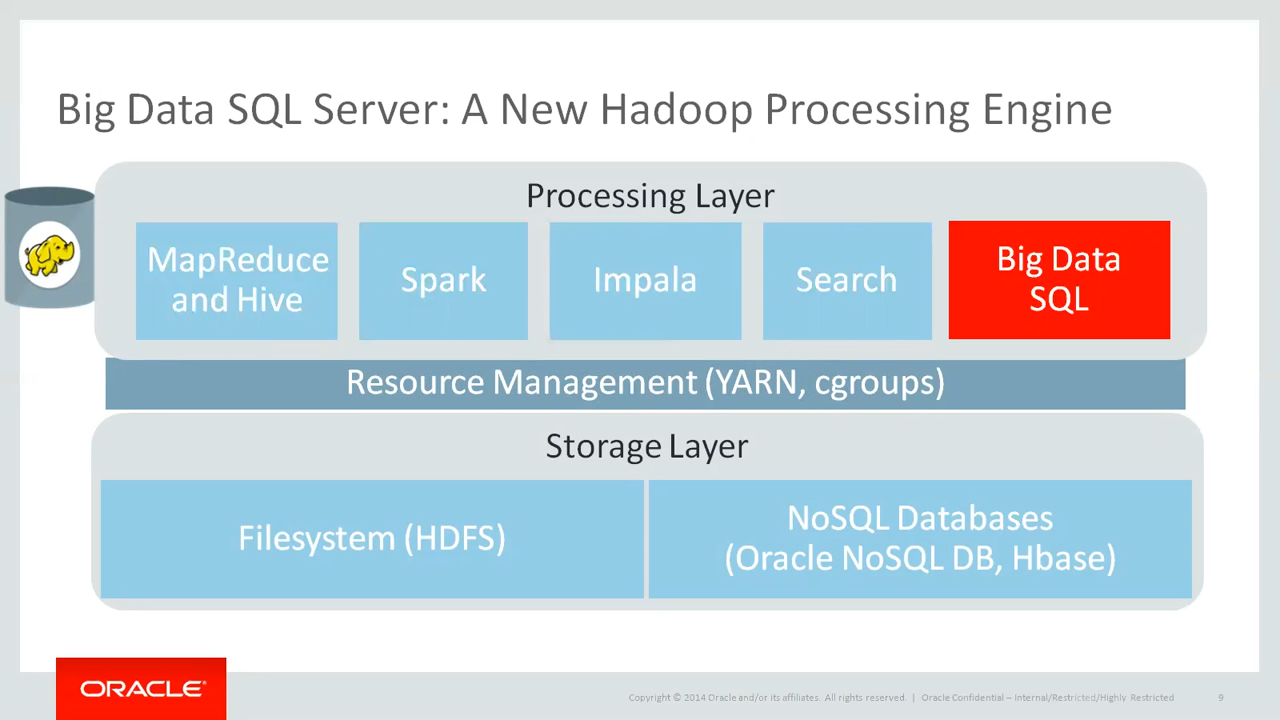 Big Data SQL Server: A New Hadoop Processing Engine
Processing Layer
MapReduce
and Hive
Spark
Impala
Search
Big Data
SQL
Resource Management (YARN, cgroups)
Storage Layer
Filesystem (HDFS)
NoSQL Databases
(Oracle NoSQL DB, Hbase)
ORACLE®
Copyright © 2014 Oracle and/or its affiliates. All rights reserved. | Oracle Confidential – Internal/Restricted/Highly Restricted
9